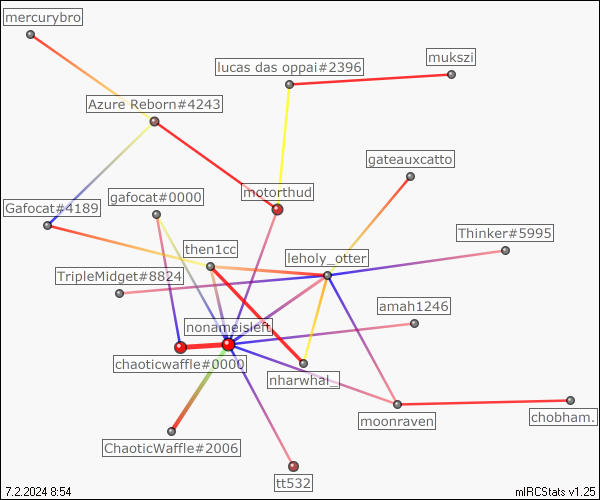 mercurybro
mukszi
lucas das oppai#2396
Azure Reborn#4243
gateauxcatto
gafocat#0000
motorthud
Gafocat#4189
Thinker#5995
then1cc
leholy_otter
TripleMidget#8824
amah1246
nonameisleft
chaoticwaffle#0000
nharwhal_
chobham.
moonraven
ChaoticWaffle#2006
tt532
7.2.2024 8:54
mIRCStats v1.25